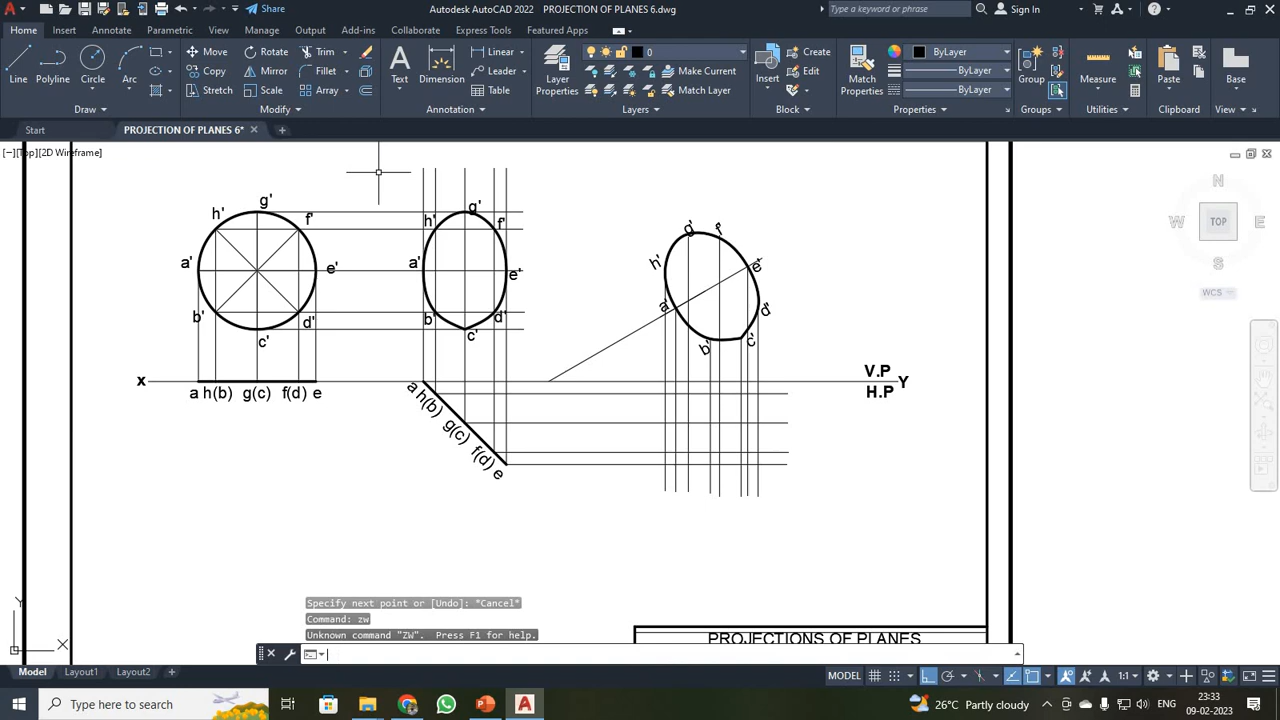 Share
Autodesk AutoCAD 2022 PROJECTION OF PLANES 6.dwg
Type a keyword or phrase
Sign In
Home Insert Annotate Parametric View Manage Output Add-ins Collaborate Express Tools Featured Apps
Line Polyline Circle Arc
Move Rotate Trim
Copy Mirror Fillet
Stretch Scale Array
Text Dimension
Linear
Leader
Table
Layer Properties
0
Make Current
Match Layer
Insert
Create
Edit
Match Properties
ByLayer
ByLayer
ByLayer
Group
Measure
Paste
Base
Draw Modify Annotation Layers Block Properties Groups Utilities Clipboard View
Start PROJECTION OF PLANES 6*
[−][Top][2D Wireframe]
N
W TOP E
S
WCS
g'
h' f'
a' e'
b' d'
c'
g'
h' f'
a' e'
b' d'
c'
g' f'
h' e'
a' d'
b' c'
x
V.P
Y
H.P
a h(b) g(c) f(d) e
a h(b) g(c) f(d) e
Specify next point or [Undo]: *Cancel*
Command: zw
Unknown command "ZW". Press F1 for help.
PROJECTIONS OF PLANES
Y
X
Model Layout1 Layout2
MODEL 1:1
Type here to search
26°C Partly cloudy
ENG
23:33
09-02-2023